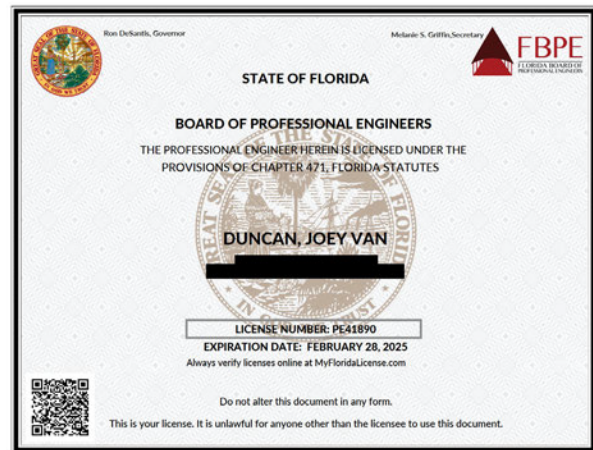 Ron DeSantis, Governor
Melanie S. Griffin,Secretary
FBPE
FLORIDA BOARD OF
PROFESSIONAL ENGINEERS
STATE OF FLORIDA
BOARD OF PROFESSIONAL ENGINEERS
THE PROFESSIONAL ENGINEER HEREIN IS LICENSED UNDER THE
PROVISIONS OF CHAPTER 471, FLORIDA STATUTES
DUNCAN, JOEY VAN
LICENSE NUMBER: PE41890
EXPIRATION DATE: FEBRUARY 28, 2025
Always verify licenses online at MyFloridaLicense.com
Do not alter this document in any form.
This is your license. It is unlawful for anyone other than the licensee to use this document.